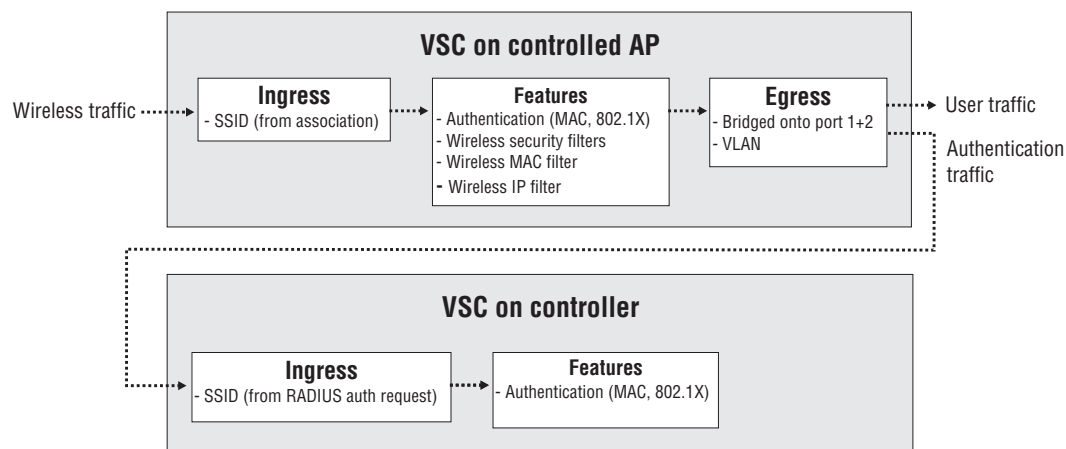 VSC on controlled AP
Wireless traffic
Ingress
- SSID (from association)
Features
- Authentication (MAC, 802.1X)
- Wireless security filters
- Wireless MAC filter
- Wireless IP filter
Egress
- Bridged onto port 1+2
- VLAN
User traffic
Authentication
traffic
VSC on controller
Ingress
- SSID (from RADIUS auth request)
Features
- Authentication (MAC, 802.1X)